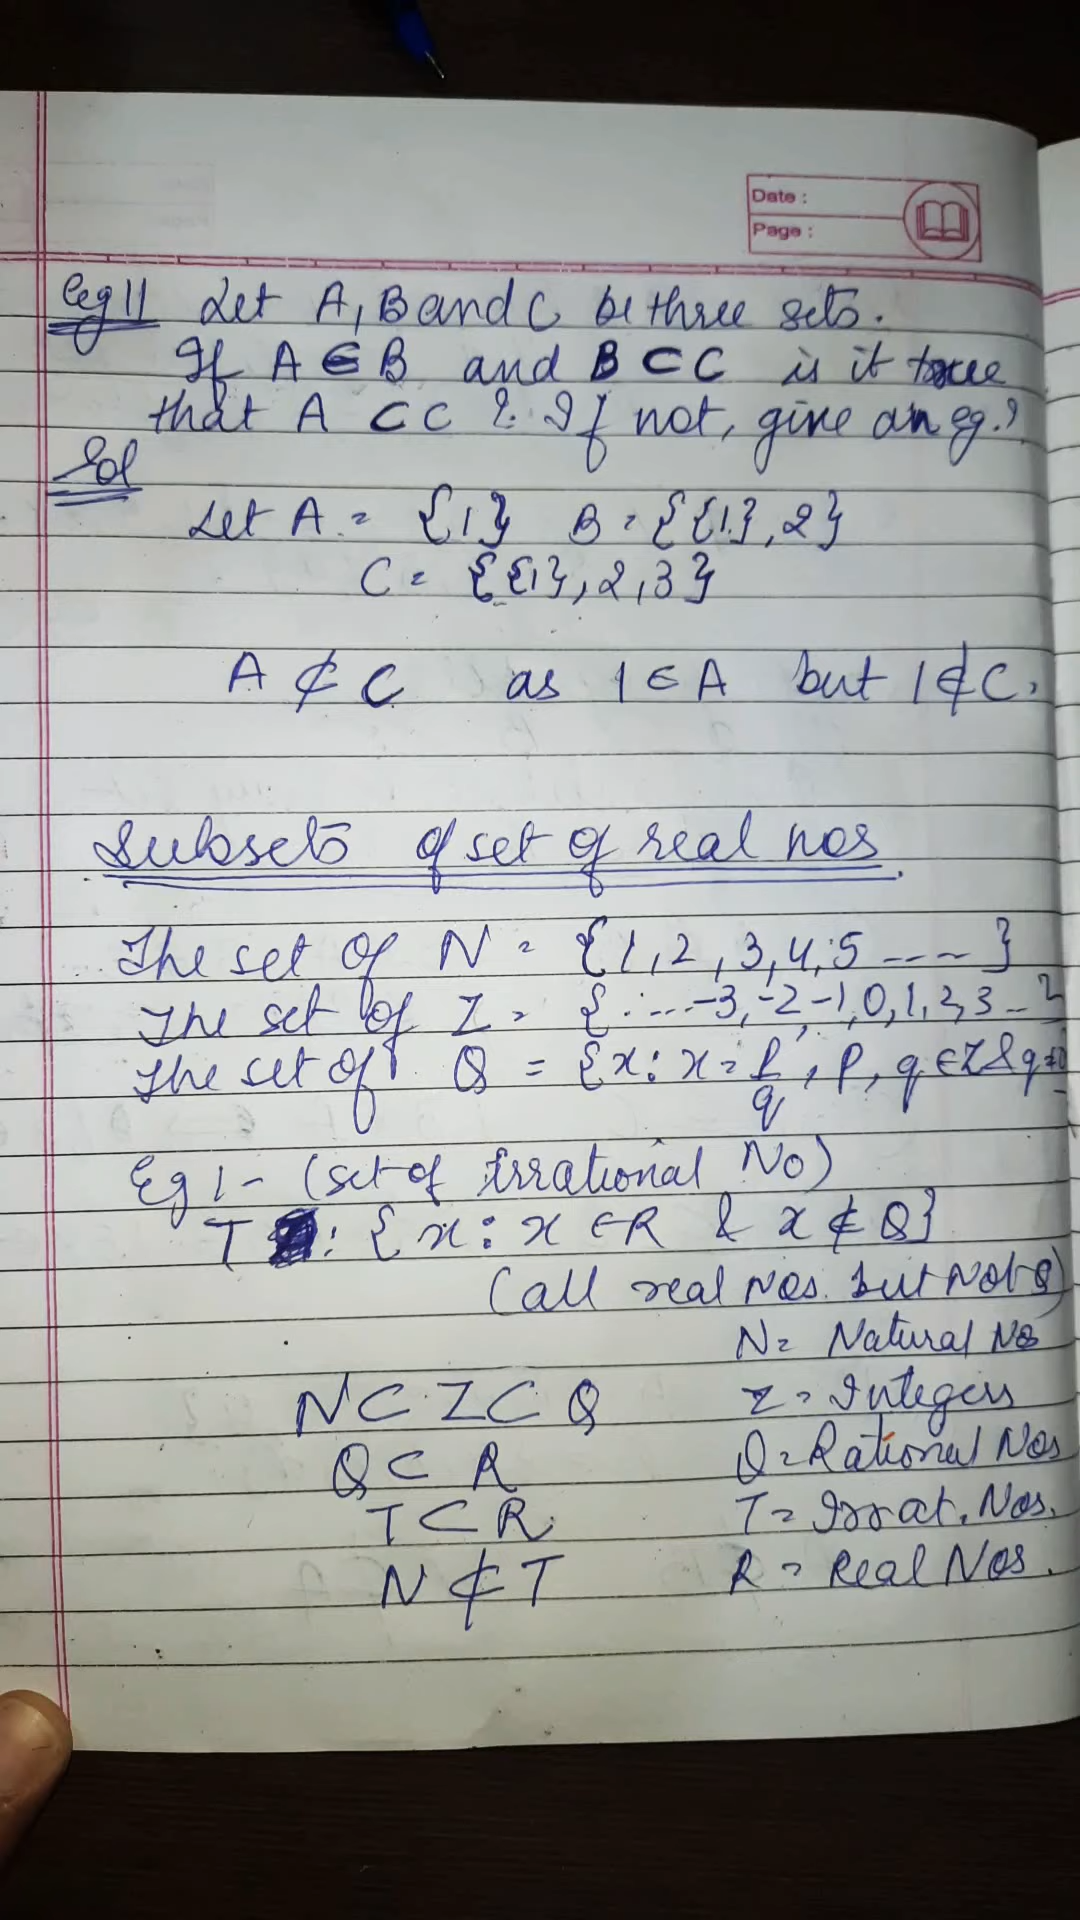 Date :
Page :
Eg 11 Let A, B and C be three sets.
If A ∈ B and B ⊂ C is it true
that A ⊂ C ? If not, give an eg.?
Sol
Let A = {1} B = {{1}, 2}
C = {{1}, 2, 3}
A ⊄ C as 1 ∈ A but 1 ∉ C.
Subsets of set of real nos
The set of N = {1, 2, 3, 4, 5 ---- }
The set of Z = { .... -3, -2 -1, 0, 1, 2, 3 -- }
The set of Q = {x : x = p/q, p, q ∈ Z & q ≠ 0
Eg 1 - (set of irrational No)
T : {x : x ∈ R & x ∉ Q}
(all real Nos. but Not Q)
N = Natural Nos
N ⊂ Z ⊂ Q Z = Integers
Q ⊂ R Q = Rational Nos
T ⊂ R T = Irrat. Nos.
N ⊄ T R = Real Nos.